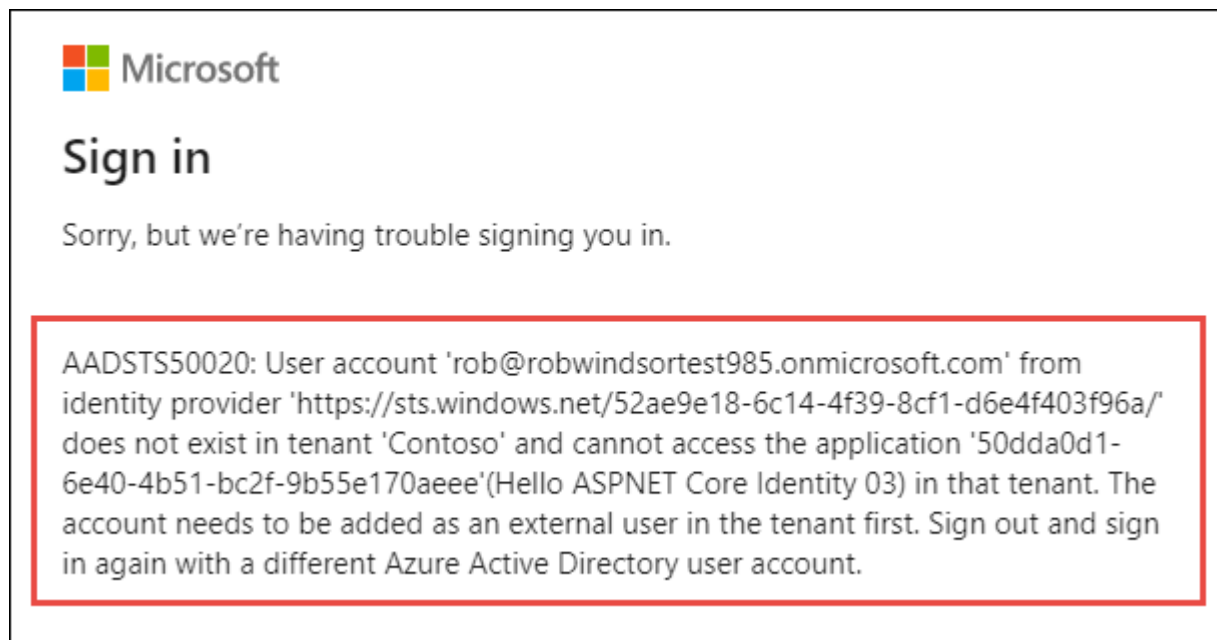 Microsoft
Sign in
Sorry, but we’re having trouble signing you in.
AADSTS50020: User account 'rob@robwindsortest985.onmicrosoft.com' from
identity provider 'https://sts.windows.net/52ae9e18-6c14-4f39-8cf1-d6e4f403f96a/'
does not exist in tenant 'Contoso' and cannot access the application '50dda0d1-
6e40-4b51-bc2f-9b55e170aeee'(Hello ASPNET Core Identity 03) in that tenant. The
account needs to be added as an external user in the tenant first. Sign out and sign
in again with a different Azure Active Directory user account.